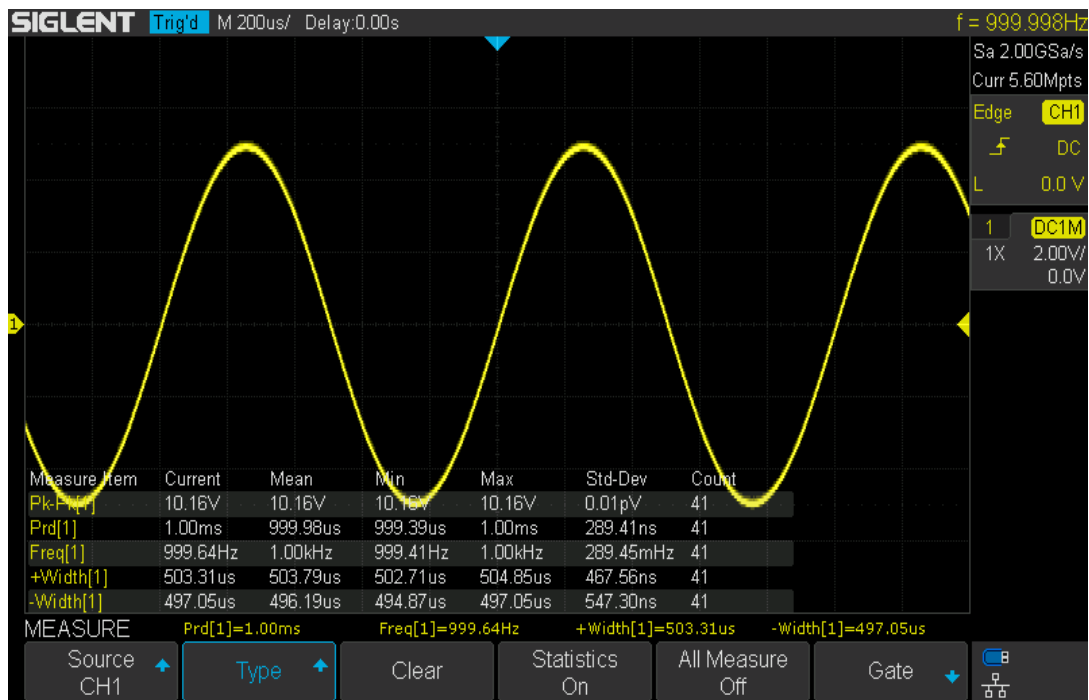 SIGLENT Trig'd M 200us/ Delay:0.00s f = 999.998Hz
Sa 2.00GSa/s
Curr 5.60Mpts
Edge CH1
DC
L 0.0 V
1 DC1M
1X 2.00V/
0.0V
1
Measure Item Current Mean Min Max Std-Dev Count
Pk-Pk[1] 10.16V 10.16V 10.16V 10.16V 0.01pV 41
Prd[1] 1.00ms 999.98us 999.39us 1.00ms 289.41ns 41
Freq[1] 999.64Hz 1.00kHz 999.41Hz 1.00kHz 289.45mHz 41
+Width[1] 503.31us 503.79us 502.71us 504.85us 467.56ns 41
-Width[1] 497.05us 496.19us 494.87us 497.05us 547.30ns 41
MEASURE Prd[1]=1.00ms Freq[1]=999.64Hz +Width[1]=503.31us -Width[1]=497.05us
Source CH1 Type Clear Statistics On All Measure Off Gate